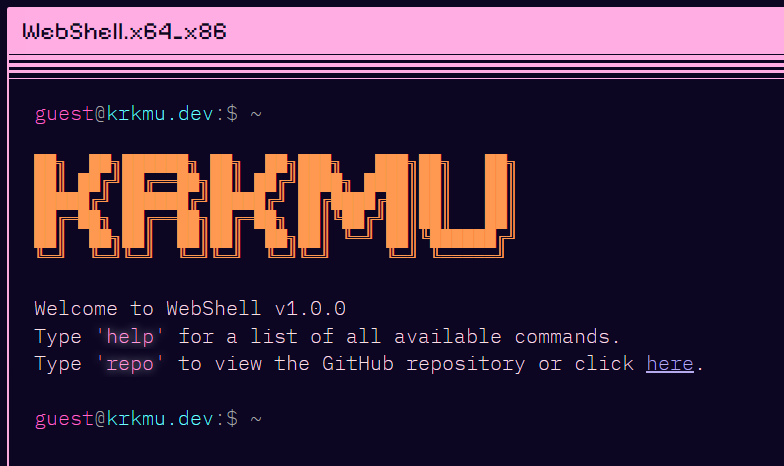 WebShell.x64_x86
guest@krkmu.dev:$ ~
KRKMU
Welcome to WebShell v1.0.0
Type 'help' for a list of all available commands.
Type 'repo' to view the GitHub repository or click here.
guest@krkmu.dev:$ ~